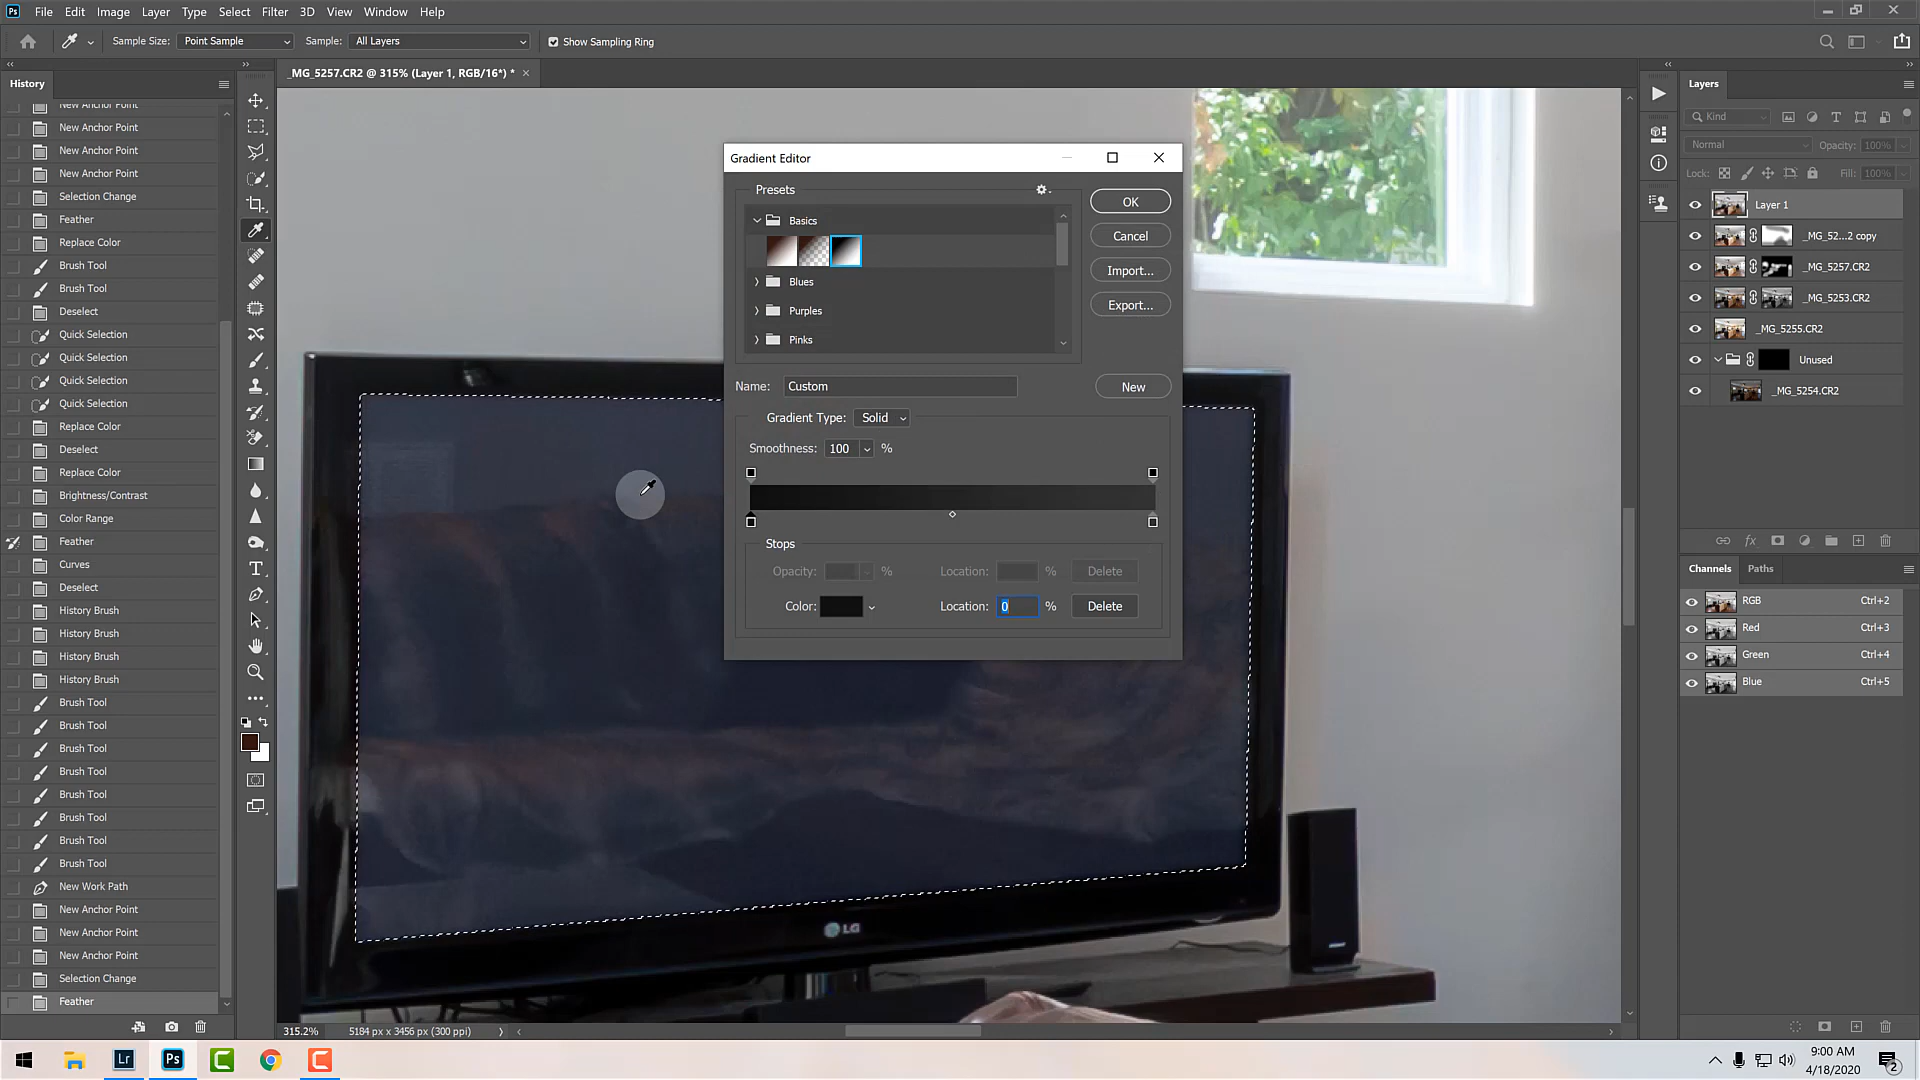 File Edit Image Layer Type Select Filter 3D View Window Help
Sample Size: Point Sample Sample: All Layers Show Sampling Ring
_MG_5257.CR2 @ 315% (Layer 1, RGB/16*) *
History
New Anchor Point
New Anchor Point
New Anchor Point
New Anchor Point
Selection Change
Feather
Replace Color
Brush Tool
Brush Tool
Deselect
Quick Selection
Quick Selection
Quick Selection
Quick Selection
Replace Color
Deselect
Replace Color
Brightness/Contrast
Color Range
Feather
Curves
Deselect
History Brush
History Brush
History Brush
History Brush
Brush Tool
Brush Tool
Brush Tool
Brush Tool
Brush Tool
Brush Tool
Brush Tool
Brush Tool
New Work Path
New Anchor Point
New Anchor Point
New Anchor Point
Selection Change
Feather
Gradient Editor
Presets
Basics
Blues
Purples
Pinks
OK
Cancel
Import...
Export...
Name: Custom
New
Gradient Type: Solid
Smoothness: 100 %
Stops
Opacity: % Location: % Delete
Color: Location: 0 % Delete
LG
315.2% 5184 px x 3456 px (300 ppi)
Layers
Kind
Normal Opacity: 100%
Lock: Fill: 100%
Layer 1
_MG_52...2 copy
_MG_5257.CR2
_MG_5253.CR2
_MG_5255.CR2
Unused
_MG_5254.CR2
fx
Channels Paths
RGB Ctrl+2
Red Ctrl+3
Green Ctrl+4
Blue Ctrl+5
Lr Ps
9:00 AM
4/18/2020
2